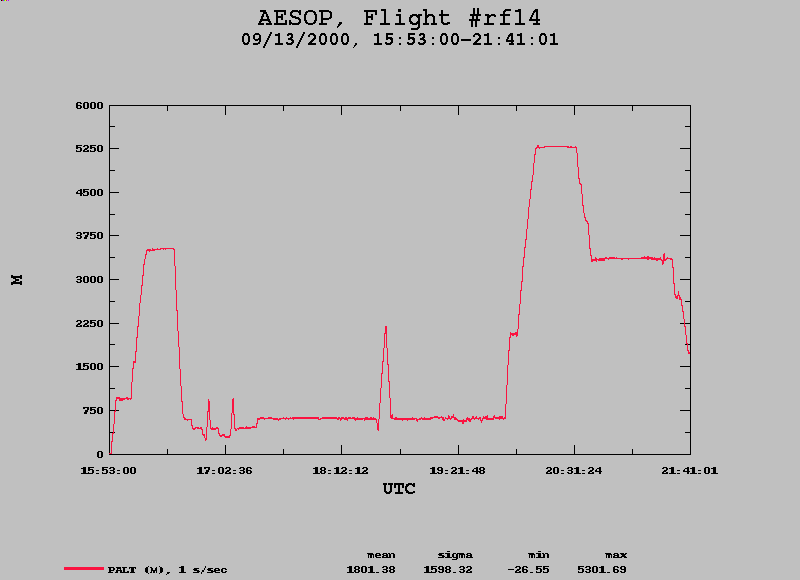 AESOP, Flight #rf14
09/13/2000, 15:53:00-21:41:01
6000
5250
4500
3750
3000
2250
1500
750
0
M
15:53:00 17:02:36 18:12:12 19:21:48 20:31:24 21:41:01
UTC
mean sigma min max
PALT (M), 1 s/sec 1801.38 1598.32 -26.55 5301.69